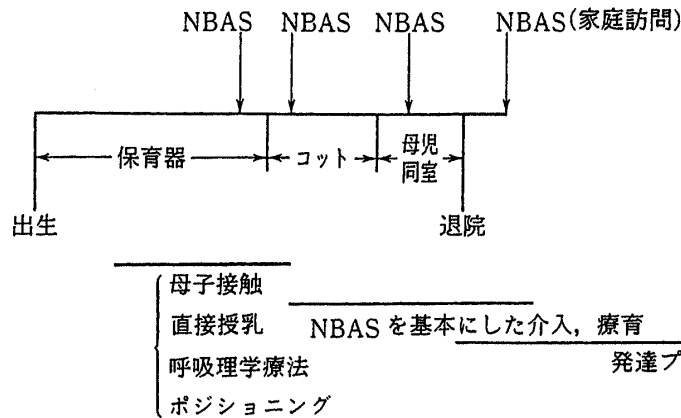 NBAS NBAS NBAS NBAS(家庭訪問)
保育器 コット 母児
同室
出生 退院
母子接触
直接授乳 NBASを基本にした介入，療育
呼吸理学療法 発達プ
ポジショニング